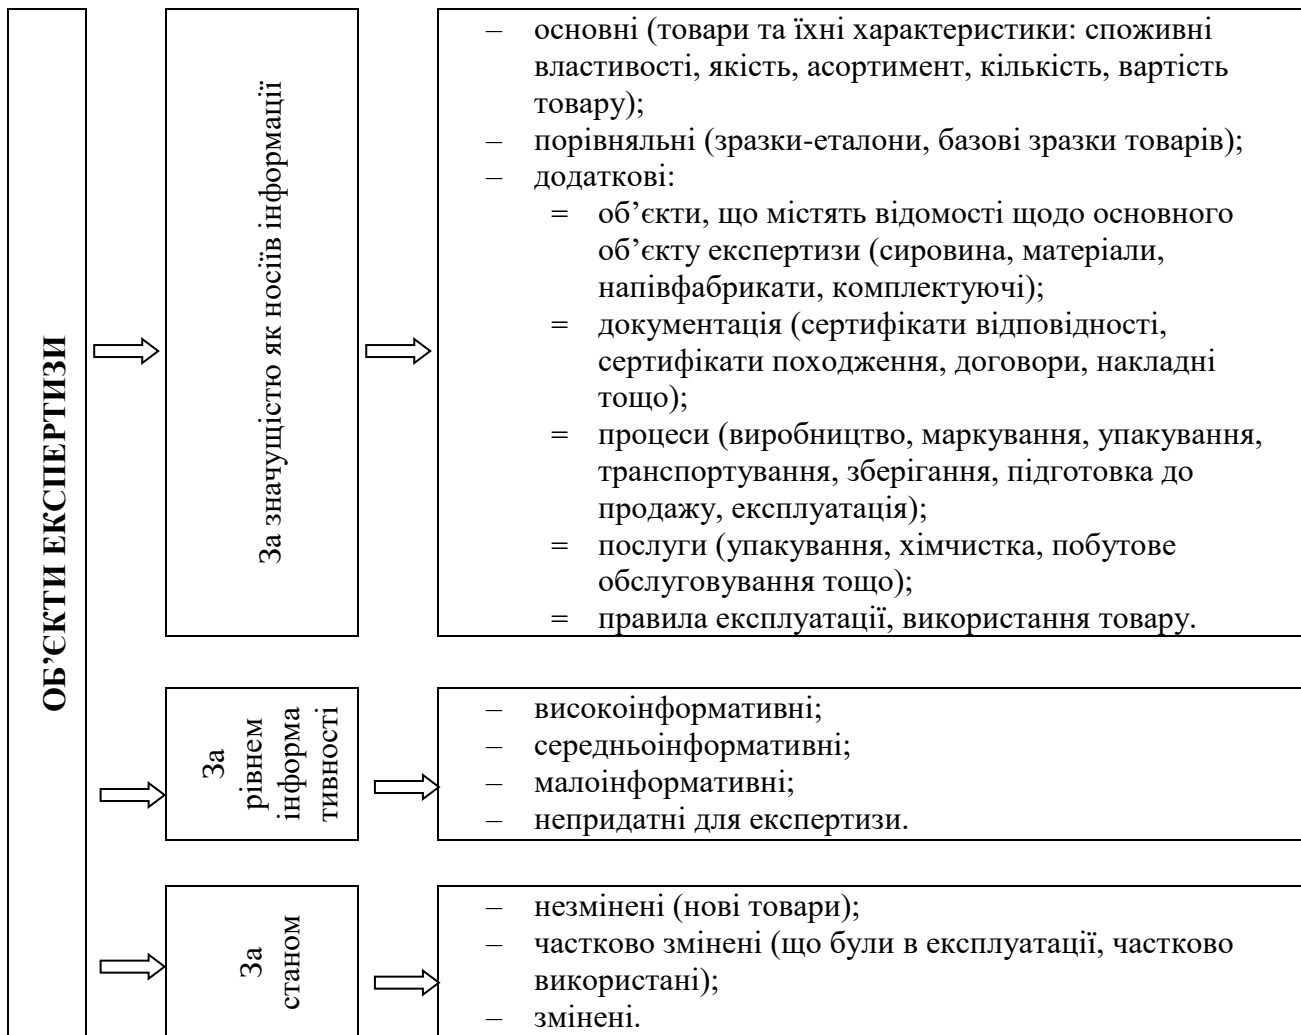 ОБ’ЄКТИ ЕКСПЕРТИЗИ
За значущістю як носіїв інформації
– основні (товари та їхні характеристики: споживні
властивості, якість, асортимент, кількість, вартість
товару);
– порівняльні (зразки-еталони, базові зразки товарів);
– додаткові:
= об’єкти, що містять відомості щодо основного
об’єкту експертизи (сировина, матеріали,
напівфабрикати, комплектуючі);
= документація (сертифікати відповідності,
сертифікати походження, договори, накладні
тощо);
= процеси (виробництво, маркування, упакування,
транспортування, зберігання, підготовка до
продажу, експлуатація);
= послуги (упакування, хімчистка, побутове
обслуговування тощо);
= правила експлуатації, використання товару.
За
рівнем
інформа
тивності
– високоінформативні;
– середньоінформативні;
– малоінформативні;
– непридатні для експертизи.
За
станом
– незмінені (нові товари);
– частково змінені (що були в експлуатації, частково
використані);
– змінені.